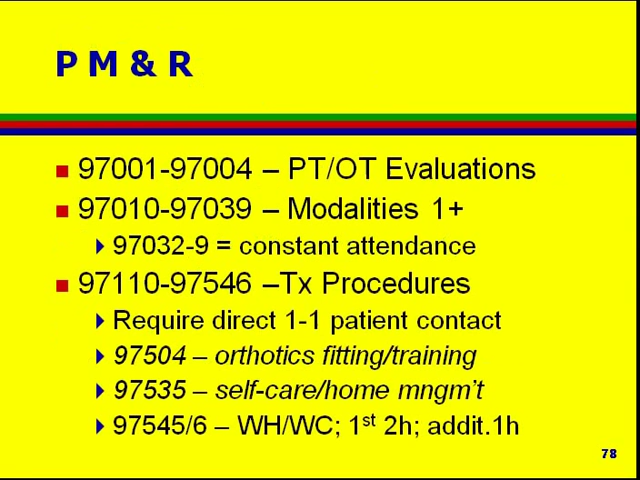 P M & R
97001-97004 – PT/OT Evaluations
97010-97039 – Modalities 1+
97032-9 = constant attendance
97110-97546 –Tx Procedures
Require direct 1-1 patient contact
97504 – orthotics fitting/training
97535 – self-care/home mngm't
97545/6 – WH/WC; 1st 2h; addit.1h
78